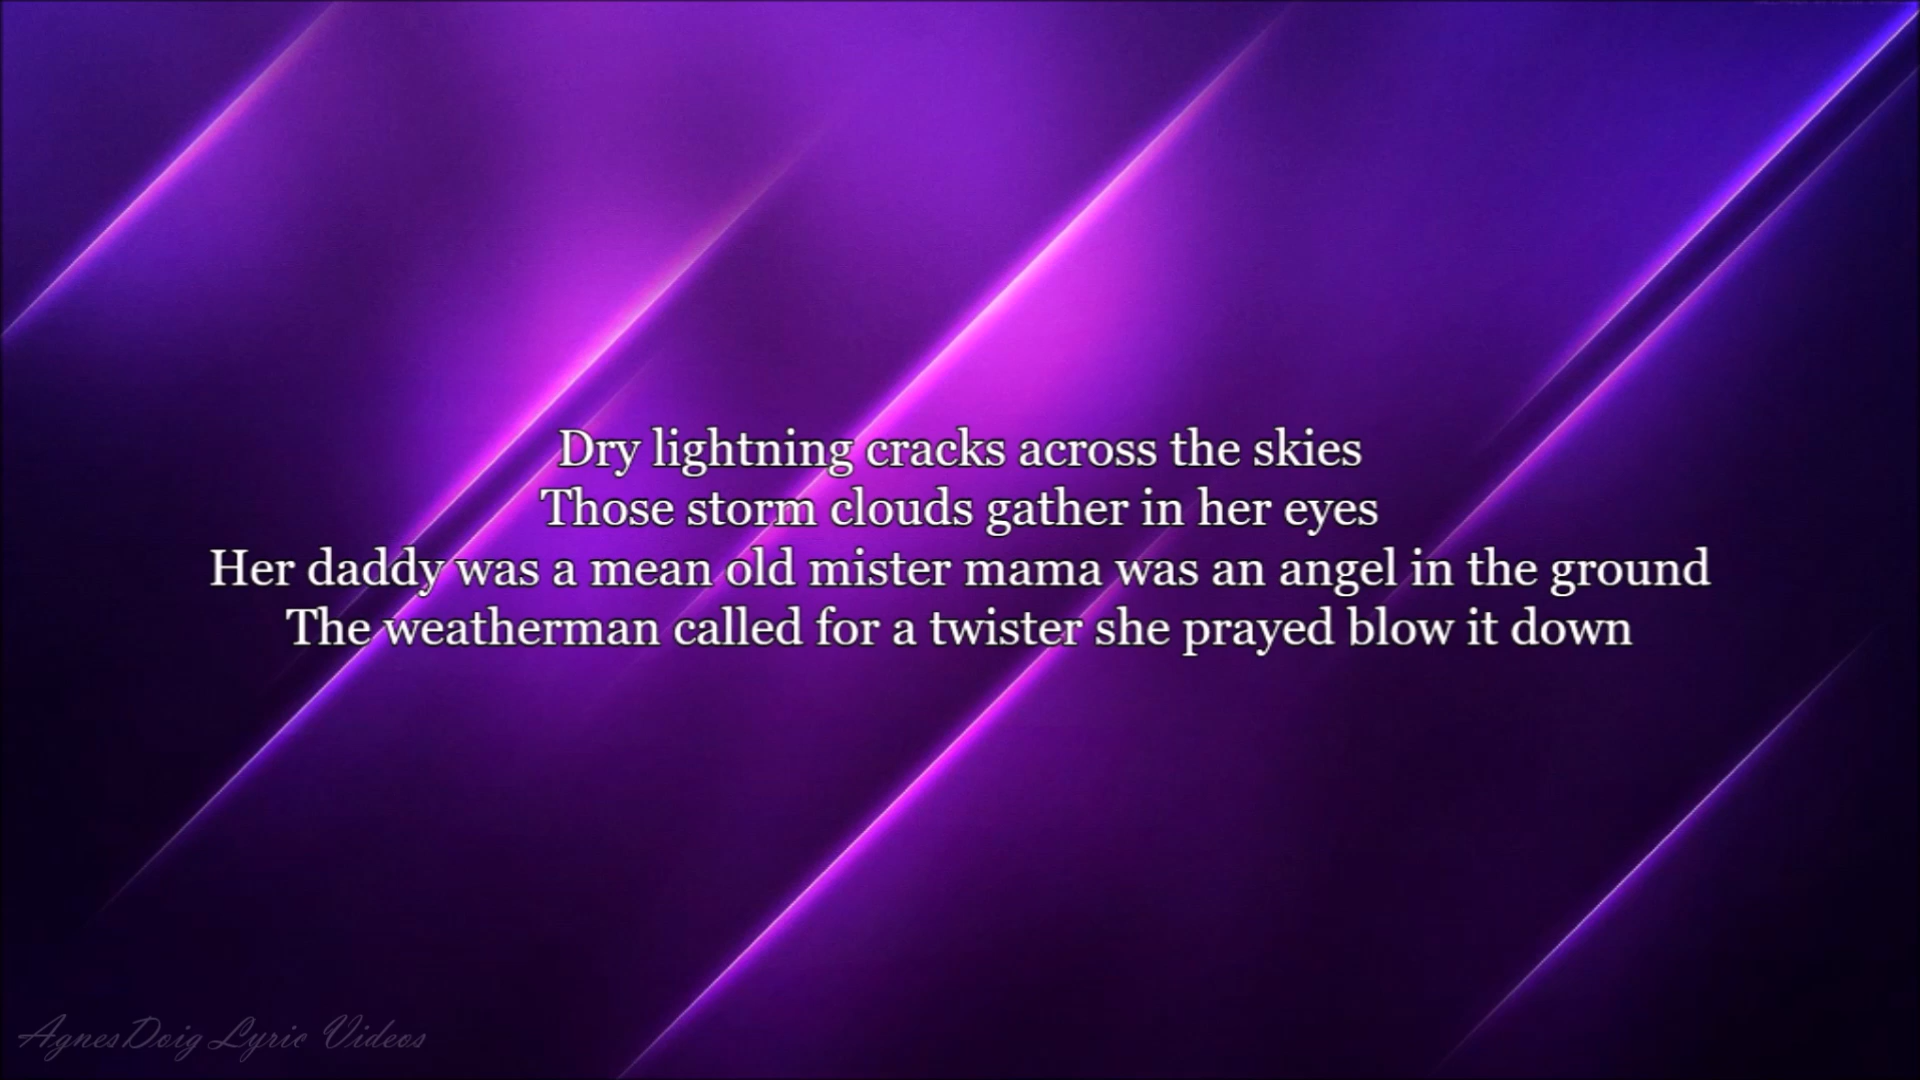 Dry lightning cracks across the skies
Those storm clouds gather in her eyes
Her daddy was a mean old mister mama was an angel in the ground
The weatherman called for a twister she prayed blow it down
AgnesDoig Lyric Videos